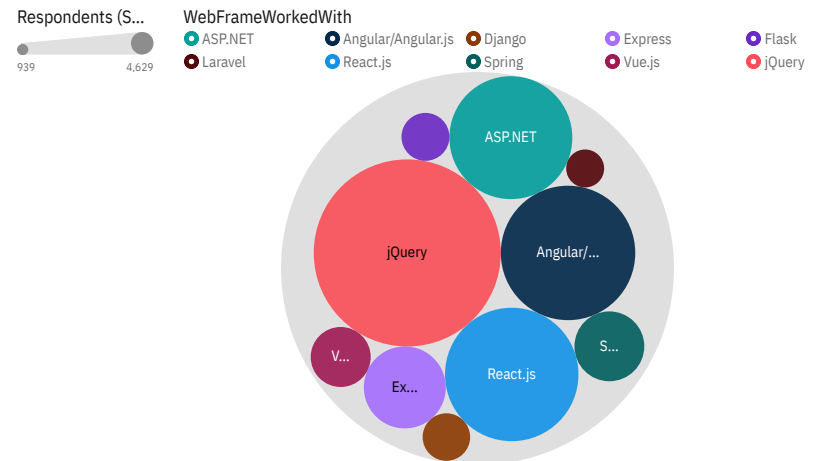 Respondents (S...
939
4,629
WebFrameWorkedWith
ASP.NET
Angular/Angular.js
Django
Express
Flask
Laravel
React.js
Spring
Vue.js
jQuery
ASP.NET
jQuery
Angular/...
V...
Ex...
React.js
S...